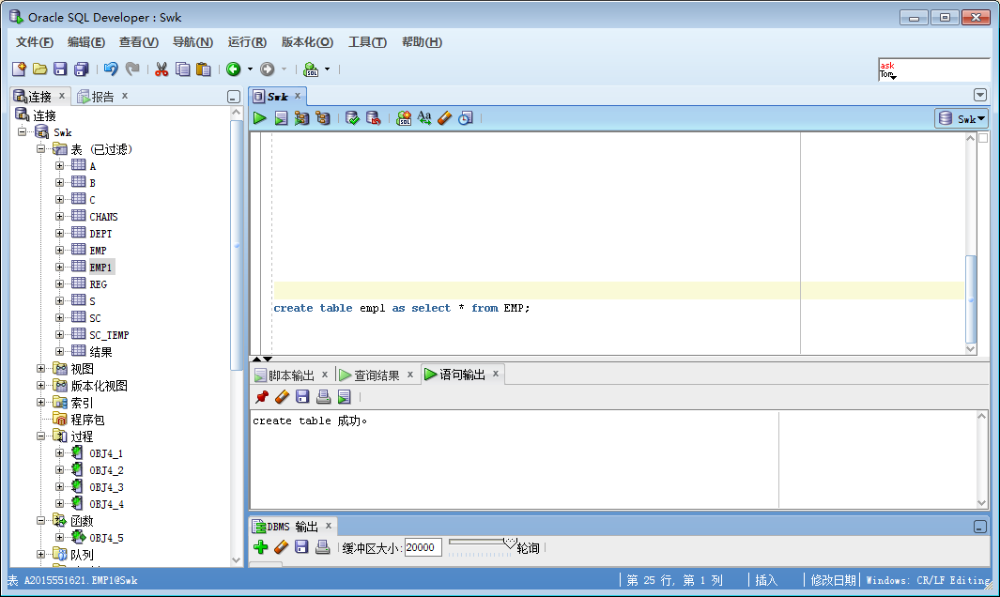 Oracle SQL Developer : Swk
文件(F) 编辑(E) 查看(V) 导航(N) 运行(R) 版本化(O) 工具(T) 帮助(H)
ask
Tom
连接
报告
连接
Swk
表 (已过滤)
A
B
C
CHANS
DEPT
EMP
EMP1
REG
S
SC
SC_TEMP
结果
视图
版本化视图
索引
程序包
过程
OBJ4_1
OBJ4_2
OBJ4_3
OBJ4_4
函数
OBJ4_5
队列
Swk
SQL
Aa
Swk
create table emp1 as select * from EMP;
脚本输出
查询结果
语句输出
create table 成功。
DBMS 输出
缓冲区大小: 20000 轮询
表 A2015551621.EMP1@Swk
第 25 行, 第 1 列 插入 修改日期 Windows: CR/LF Editing